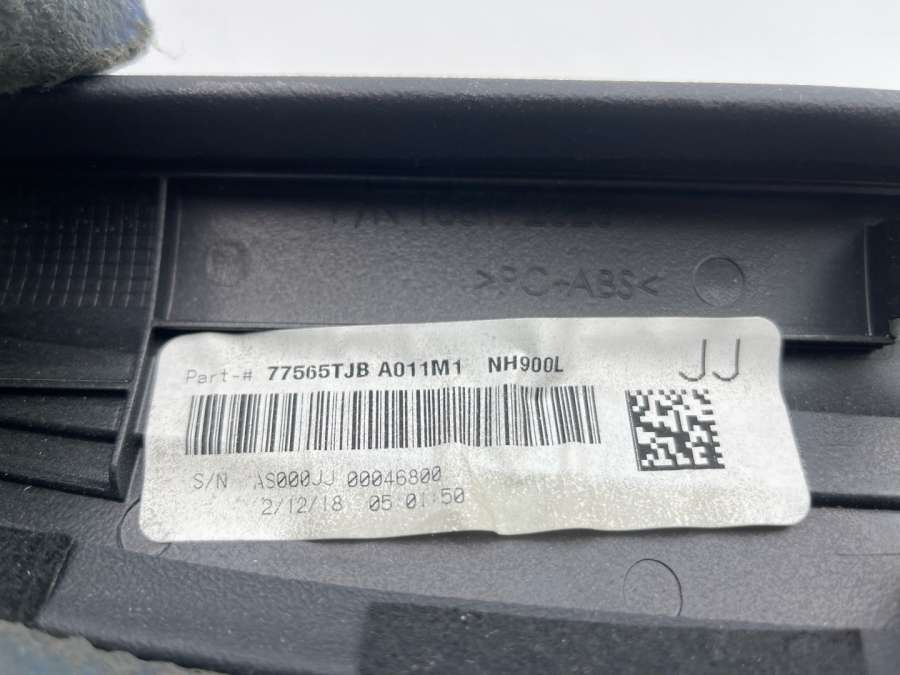 >PC-ABS<
Part-# 77565TJB A011M1 NH900L
JJ
S/N AS000JJ 00046800
2/12/18 05:01:50